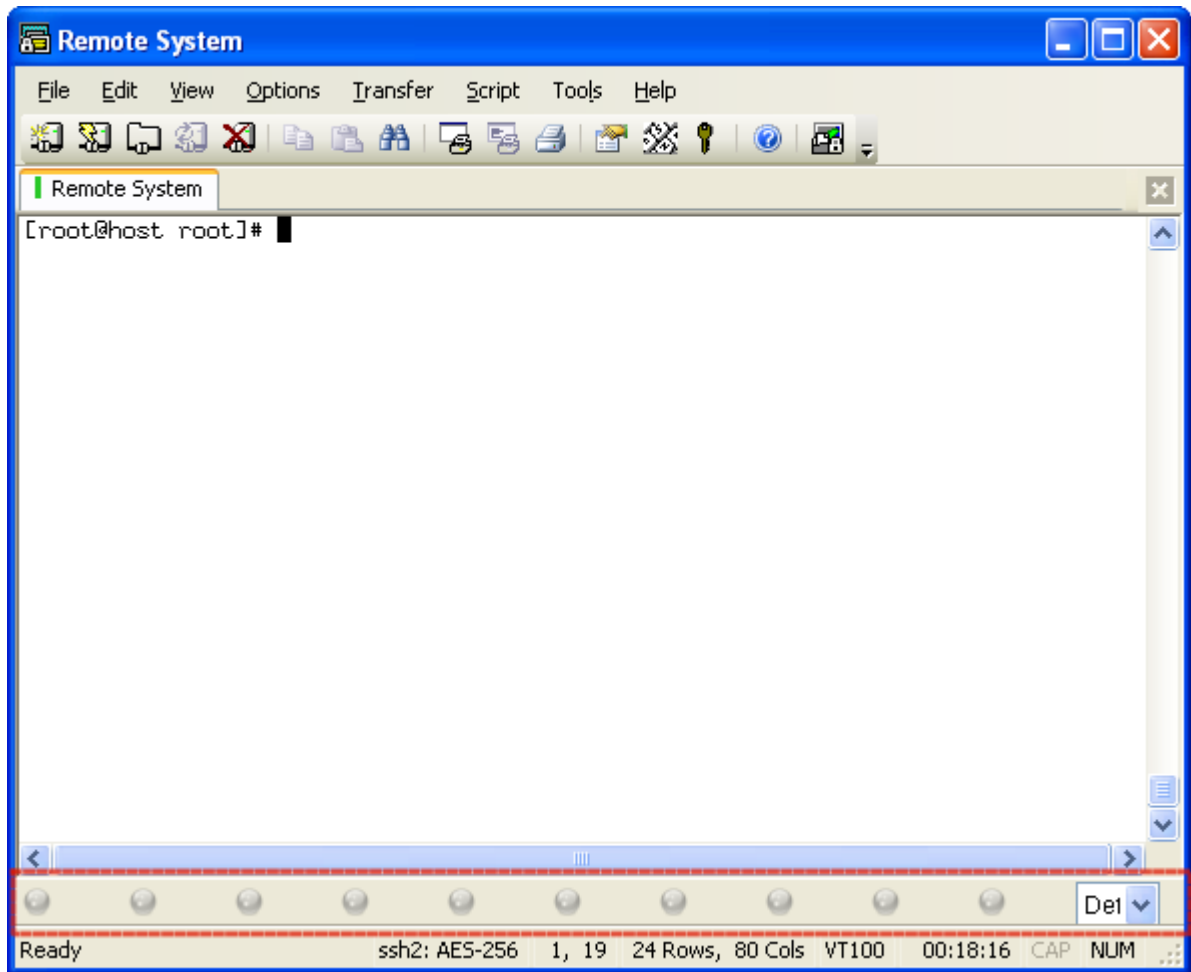 Remote System
File Edit View Options Transfer Script Tools Help
Remote System
[root@host root]#
Ready ssh2: AES-256 1, 19 24 Rows, 80 Cols VT100 00:18:16 CAP NUM